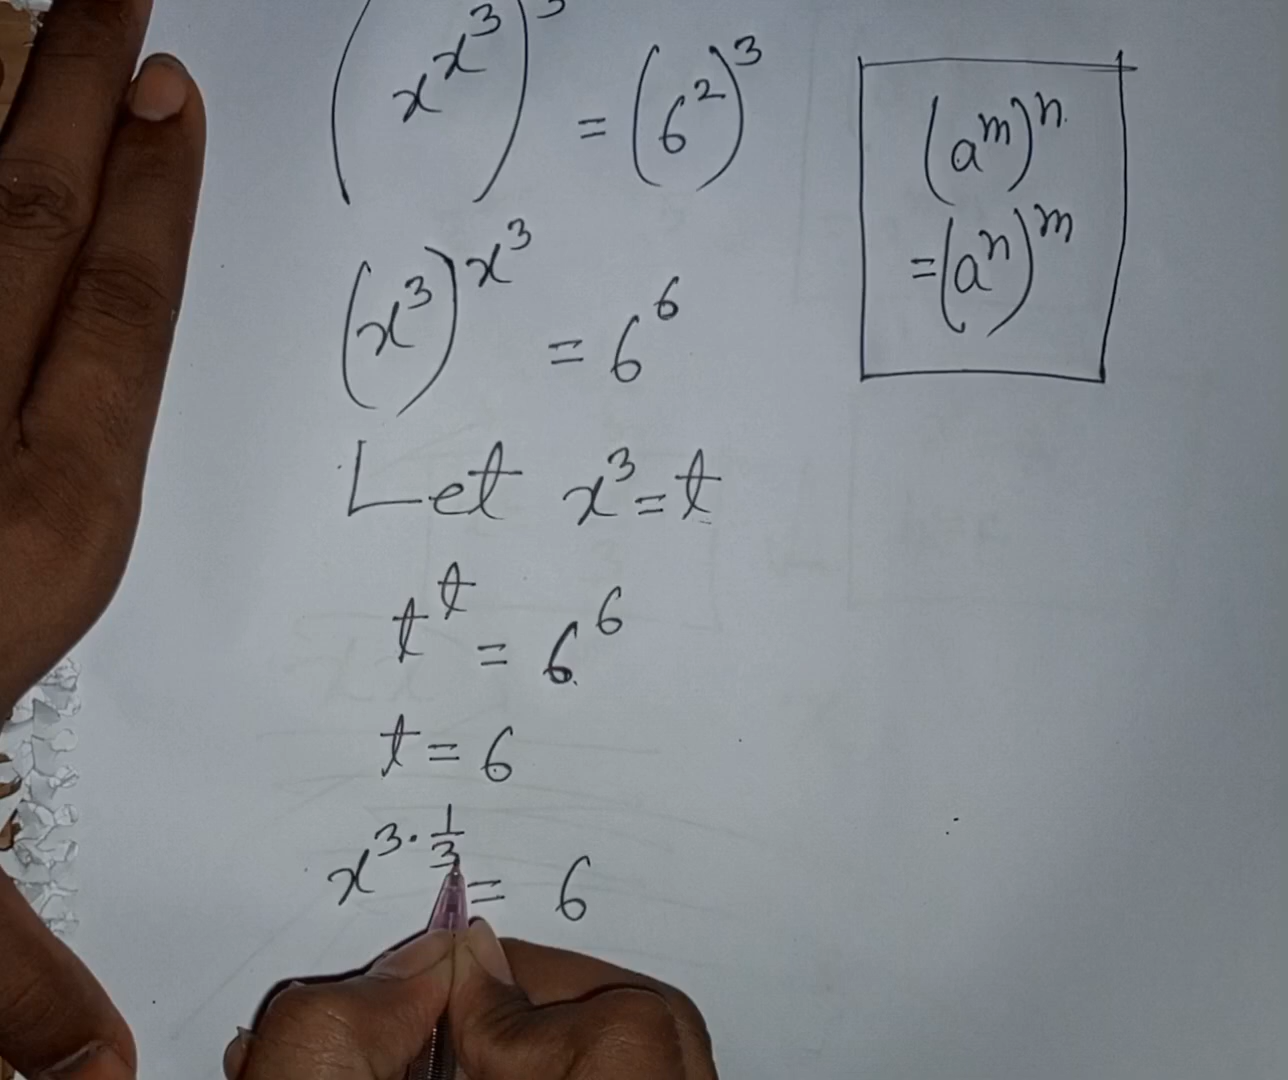 (x^x^3)^3 = (6^2)^3
(x^3)^x^3 = 6^6
Let x^3 = t
t^t = 6^6
t = 6
x^3·1/3 = 6
(a^m)^n
=(a^n)^m